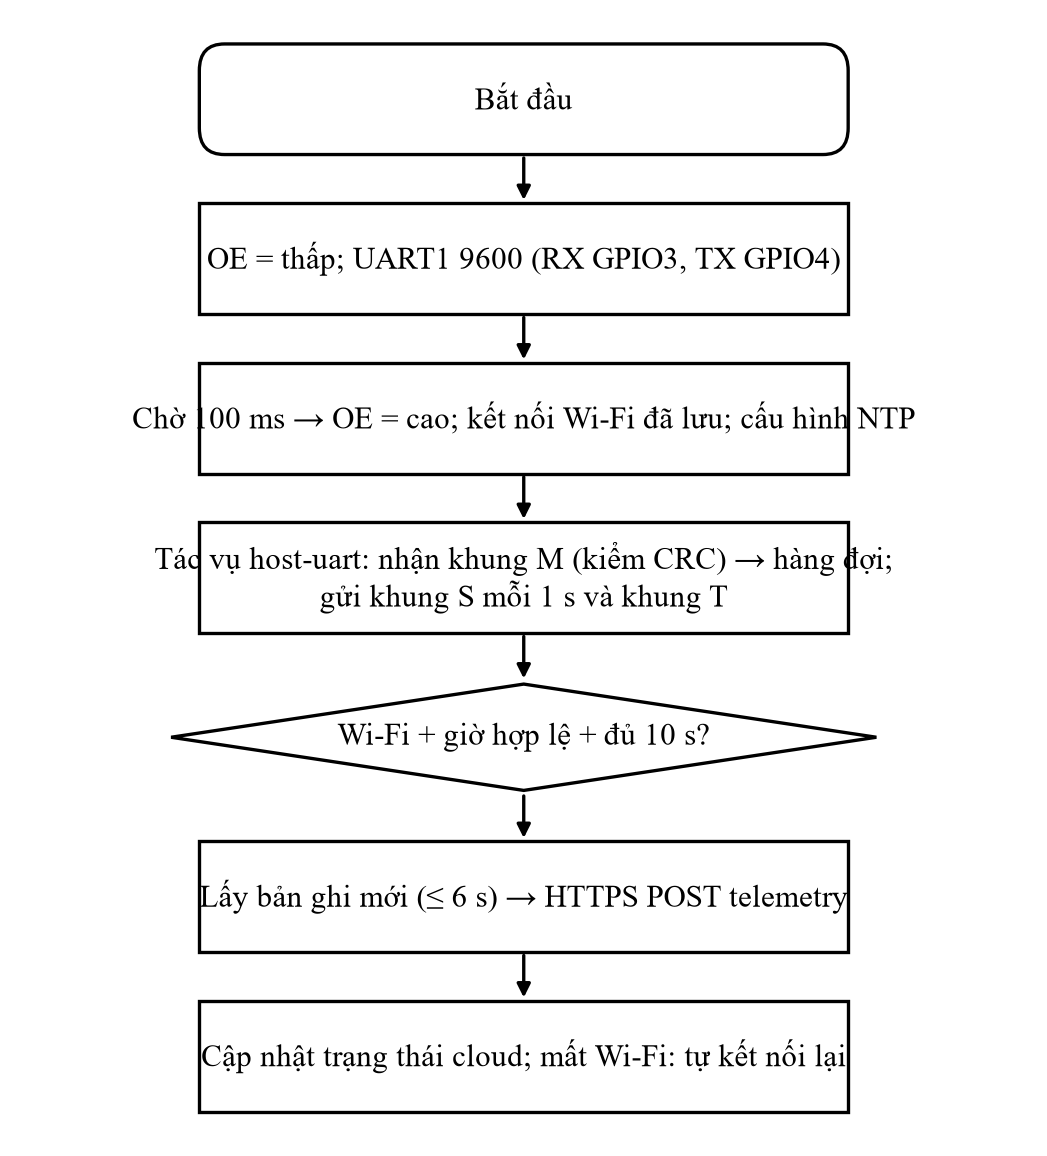 Bắt đầu
OE = thấp; UART1 9600 (RX GPIO3, TX GPIO4)
Chờ 100 ms → OE = cao; kết nối Wi-Fi đã lưu; cấu hình NTP
Tác vụ host-uart: nhận khung M (kiểm CRC) → hàng đợi;
gửi khung S mỗi 1 s và khung T
Wi-Fi + giờ hợp lệ + đủ 10 s?
Lấy bản ghi mới (≤ 6 s) → HTTPS POST telemetry
Cập nhật trạng thái cloud; mất Wi-Fi: tự kết nối lại